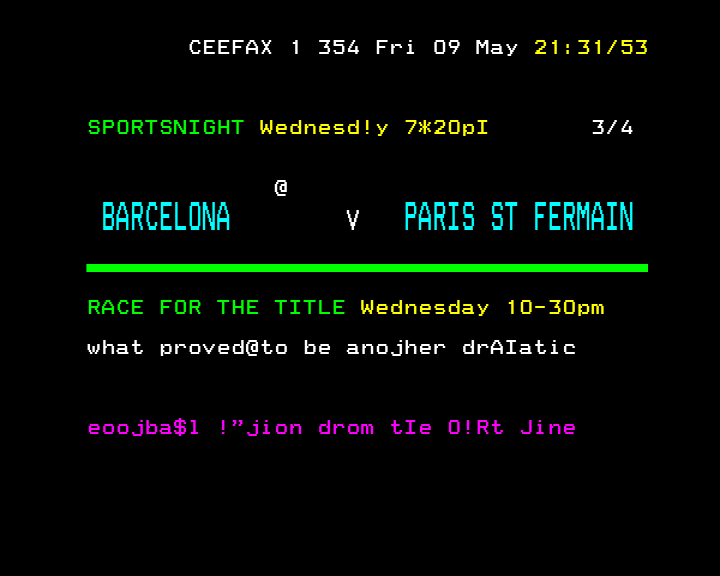 CEEFAX 1 354 Fri 09 May 21:31/53
SPORTSNIGHT Wednesd!y 7*20pI 3/4
@
BARCELONA v PARIS ST FERMAIN
RACE FOR THE TITLE Wednesday 10-30pm
what proved@to be anojher drAIatic
eoojba$l !”jion drom tIe O!Rt Jine